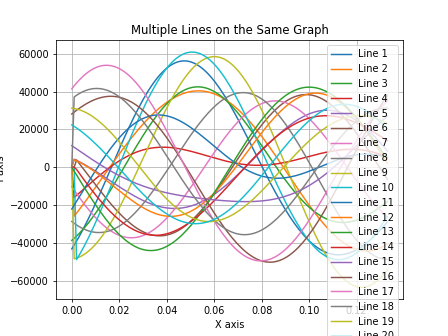 Multiple Lines on the Same Graph
60000
40000
20000
0
−20000
−40000
−60000
0.00
0.02
0.04
0.06
0.08
0.10
X axis
Line 1
Line 2
Line 3
Line 4
Line 5
Line 6
Line 7
Line 8
Line 9
Line 10
Line 11
Line 12
Line 13
Line 14
Line 15
Line 16
Line 17
Line 18
Line 19
Line 20